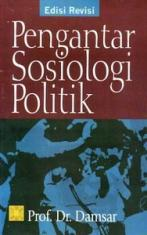 Edisi Revisi
Pengantar
Sosiologi
Politik
Prof. Dr. Damsar